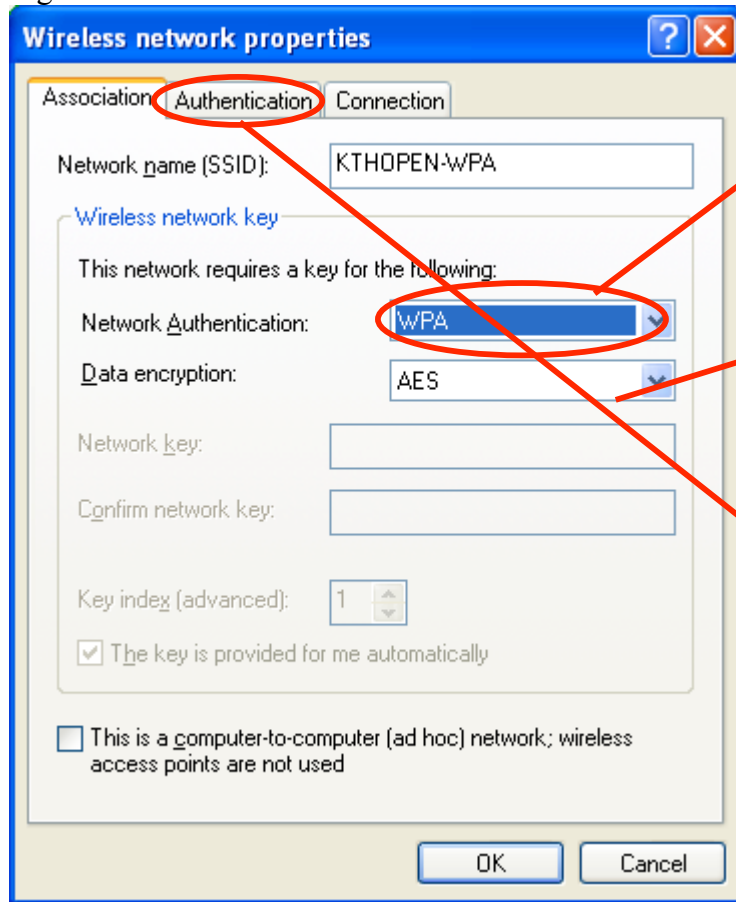 Wireless network properties
Association Authentication Connection
Network name (SSID): KTHOPEN-WPA
Wireless network key
This network requires a key for the following:
Network Authentication: WPA
Data encryption: AES
Network key:
Confirm network key:
Key index (advanced): 1
The key is provided for me automatically
This is a computer-to-computer (ad hoc) network; wireless
access points are not used
OK Cancel